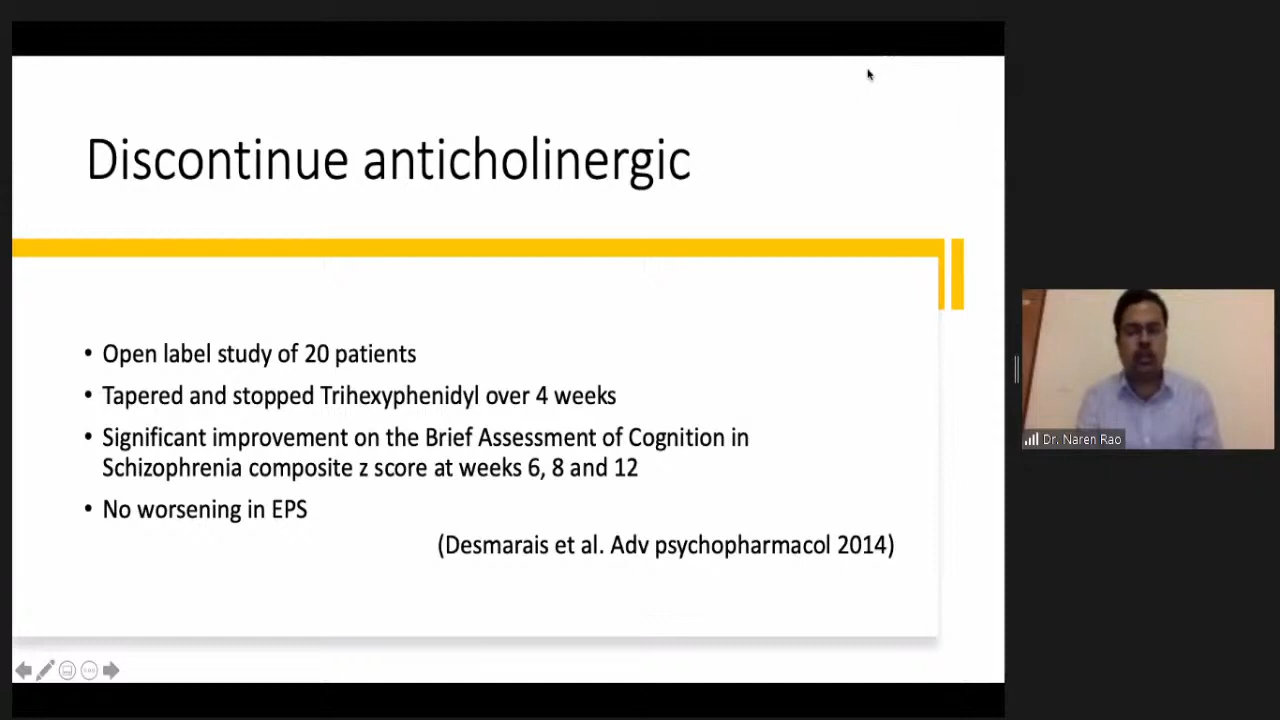 Discontinue anticholinergic
• Open label study of 20 patients
• Tapered and stopped Trihexyphenidyl over 4 weeks
• Significant improvement on the Brief Assessment of Cognition in
Schizophrenia composite z score at weeks 6, 8 and 12
• No worsening in EPS
(Desmarais et al. Adv psychopharmacol 2014)
Dr. Naren Rao